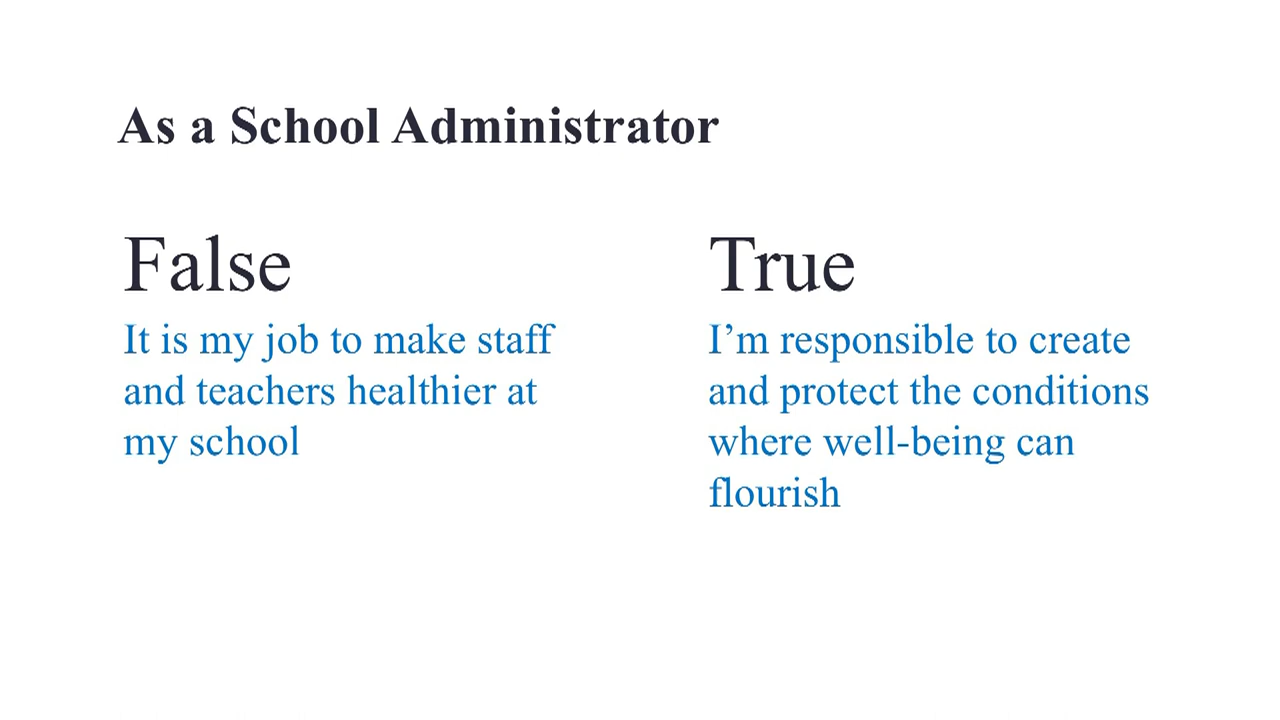 As a School Administrator
False
It is my job to make staff
and teachers healthier at
my school
True
I’m responsible to create
and protect the conditions
where well-being can
flourish